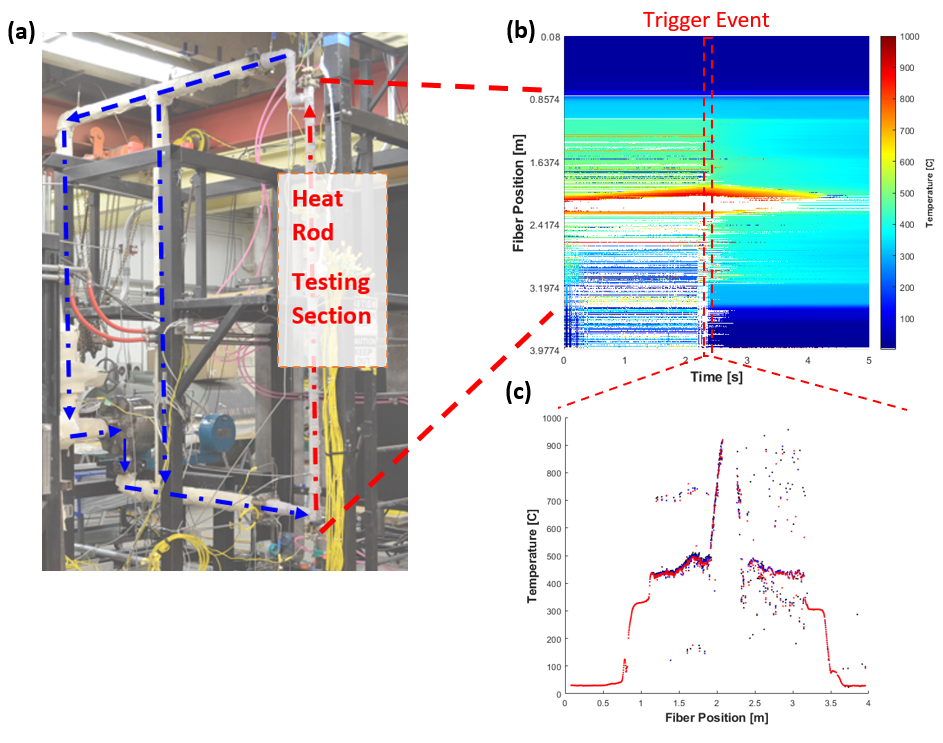 (a)
Heat
Rod
Testing
Section
(b)
Trigger Event
0.08
0.8574
1.6374
2.4174
3.1974
3.9774
Fiber Position [m]
0 1 2 3 4 5
Time [s]
1000
900
800
700
600
500
400
300
200
100
Temperature [C]
(c)
1000
900
800
700
600
500
400
300
200
100
0
Temperature [C]
0 0.5 1 1.5 2 2.5 3 3.5 4
Fiber Position [m]